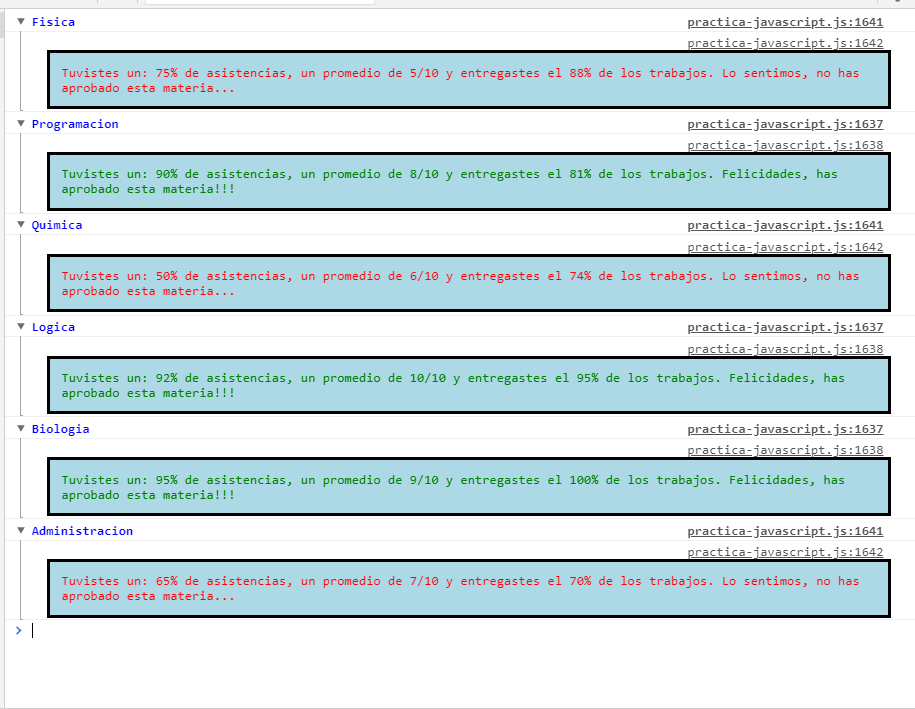 Fisica practica-javascript.js:1641
practica-javascript.js:1642
Tuvistes un: 75% de asistencias, un promedio de 5/10 y entregastes el 88% de los trabajos. Lo sentimos, no has
aprobado esta materia...
Programacion practica-javascript.js:1637
practica-javascript.js:1638
Tuvistes un: 90% de asistencias, un promedio de 8/10 y entregastes el 81% de los trabajos. Felicidades, has
aprobado esta materia!!!
Quimica practica-javascript.js:1641
practica-javascript.js:1642
Tuvistes un: 50% de asistencias, un promedio de 6/10 y entregastes el 74% de los trabajos. Lo sentimos, no has
aprobado esta materia...
Logica practica-javascript.js:1637
practica-javascript.js:1638
Tuvistes un: 92% de asistencias, un promedio de 10/10 y entregastes el 95% de los trabajos. Felicidades, has
aprobado esta materia!!!
Biologia practica-javascript.js:1637
practica-javascript.js:1638
Tuvistes un: 95% de asistencias, un promedio de 9/10 y entregastes el 100% de los trabajos. Felicidades, has
aprobado esta materia!!!
Administracion practica-javascript.js:1641
practica-javascript.js:1642
Tuvistes un: 65% de asistencias, un promedio de 7/10 y entregastes el 70% de los trabajos. Lo sentimos, no has
aprobado esta materia...